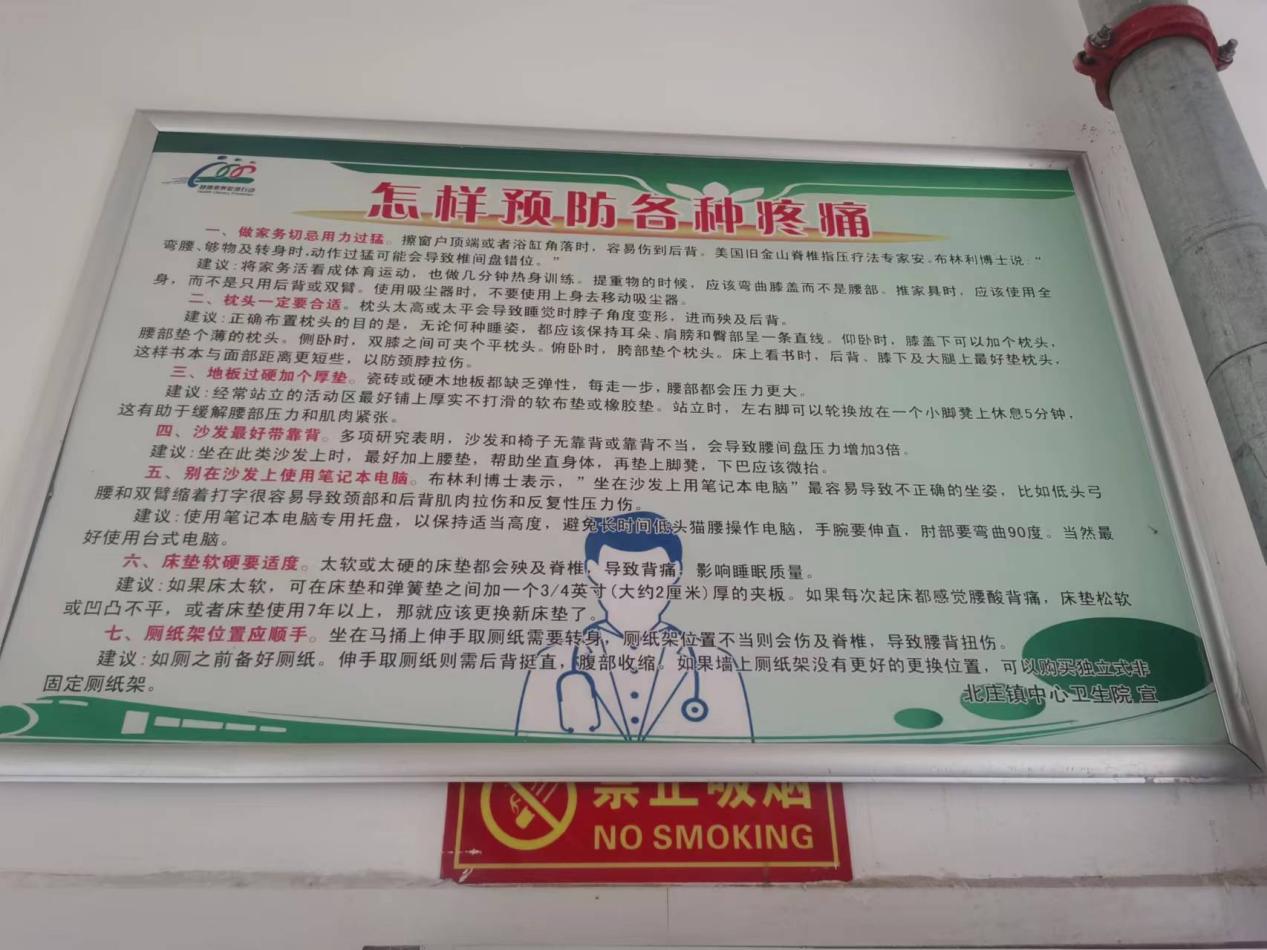 健康素养促进行动
怎样预防各种疼痛
一、做家务切忌用力过猛。擦窗户顶端或者浴缸角落时，容易伤到后背。美国旧金山脊椎指压疗法专家安.布林利博士说："
弯腰、够物及转身时,动作过猛可能会导致椎间盘错位。"
建议:将家务活看成体育运动，也做几分钟热身训练。提重物的时候，应该弯曲膝盖而不是腰部。推家具时，应该使用全
身，而不是只用后背或双臂。使用吸尘器时，不要使用上身去移动吸尘器。
二、枕头一定要合适。枕头太高或太平会导致睡觉时脖子角度变形，进而殃及后背。
建议:正确布置枕头的目的是，无论何种睡姿，都应该保持耳朵、肩膀和臀部呈一条直线。仰卧时，膝盖下可以加个枕头，
腰部垫个薄的枕头。侧卧时，双膝之间可夹个平枕头。俯卧时，胯部垫个枕头。床上看书时，后背、膝下及大腿上最好垫枕头，
这样书本与面部距离更短些，以防颈脖拉伤。
三、地板过硬加个厚垫。瓷砖或硬木地板都缺乏弹性，每走一步，腰部都会压力更大。
建议:经常站立的活动区最好铺上厚实不打滑的软布垫或橡胶垫。站立时，左右脚可以轮换放在一个小脚凳上休息5分钟，
这有助于缓解腰部压力和肌肉紧张。
四、沙发最好带靠背。多项研究表明，沙发和椅子无靠背或靠背不当，会导致腰间盘压力增加3倍。
建议:坐在此类沙发上时，最好加上腰垫，帮助坐直身体，再垫上脚凳，下巴应该微抬。
五、别在沙发上使用笔记本电脑。布林利博士表示，"坐在沙发上用笔记本电脑"最容易导致不正确的坐姿，比如低头弓
腰和双臂缩着打字很容易导致颈部和后背肌肉拉伤和反复性压力伤。
建议:使用笔记本电脑专用托盘，以保持适当高度，避免长时间低头猫腰操作电脑，手腕要伸直，肘部要弯曲90度。当然最
好使用台式电脑。
六、床垫软硬要适度。太软或太硬的床垫都会殃及脊椎，导致背痛，影响睡眠质量。
建议:如果床太软，可在床垫和弹簧垫之间加一个3/4英寸(大约2厘米)厚的夹板。如果每次起床都感觉腰酸背痛，床垫松软
或凹凸不平，或者床垫使用7年以上，那就应该更换新床垫了。
七、厕纸架位置应顺手。坐在马桶上伸手取厕纸需要转身，厕纸架位置不当则会伤及脊椎，导致腰背扭伤。
建议:如厕之前备好厕纸。伸手取厕纸则需后背挺直，腹部收缩。如果墙上厕纸架没有更好的更换位置，可以购买独立式非
固定厕纸架。
北庄镇中心卫生院 宣
禁止吸烟
NO SMOKING